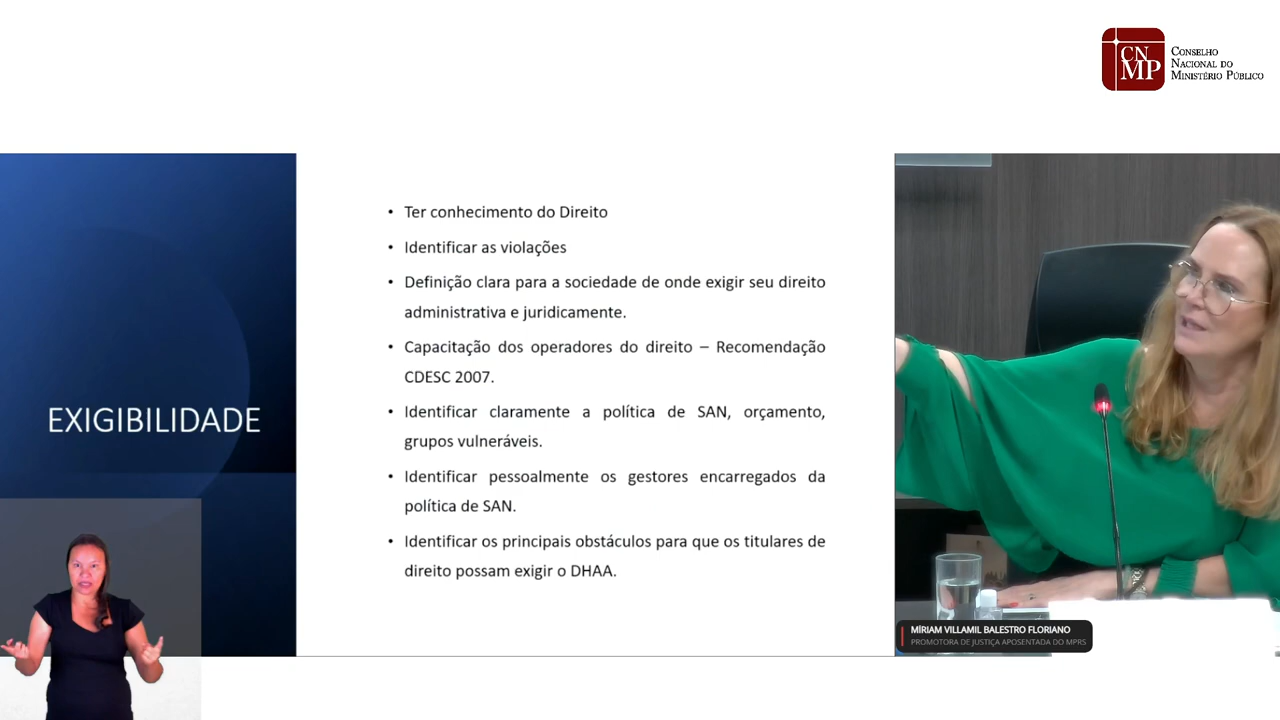 CN
MP
CONSELHO
NACIONAL DO
MINISTÉRIO PÚBLICO
EXIGIBILIDADE
• Ter conhecimento do Direito
• Identificar as violações
• Definição clara para a sociedade de onde exigir seu direito
administrativa e juridicamente.
• Capacitação dos operadores do direito – Recomendação
CDESC 2007.
• Identificar claramente a política de SAN, orçamento,
grupos vulneráveis.
• Identificar pessoalmente os gestores encarregados da
política de SAN.
• Identificar os principais obstáculos para que os titulares de
direito possam exigir o DHAA.
MÍRIAM VILLAMIL BALESTRO FLORIANO
PROMOTORA DE JUSTIÇA APOSENTADA DO MPRS